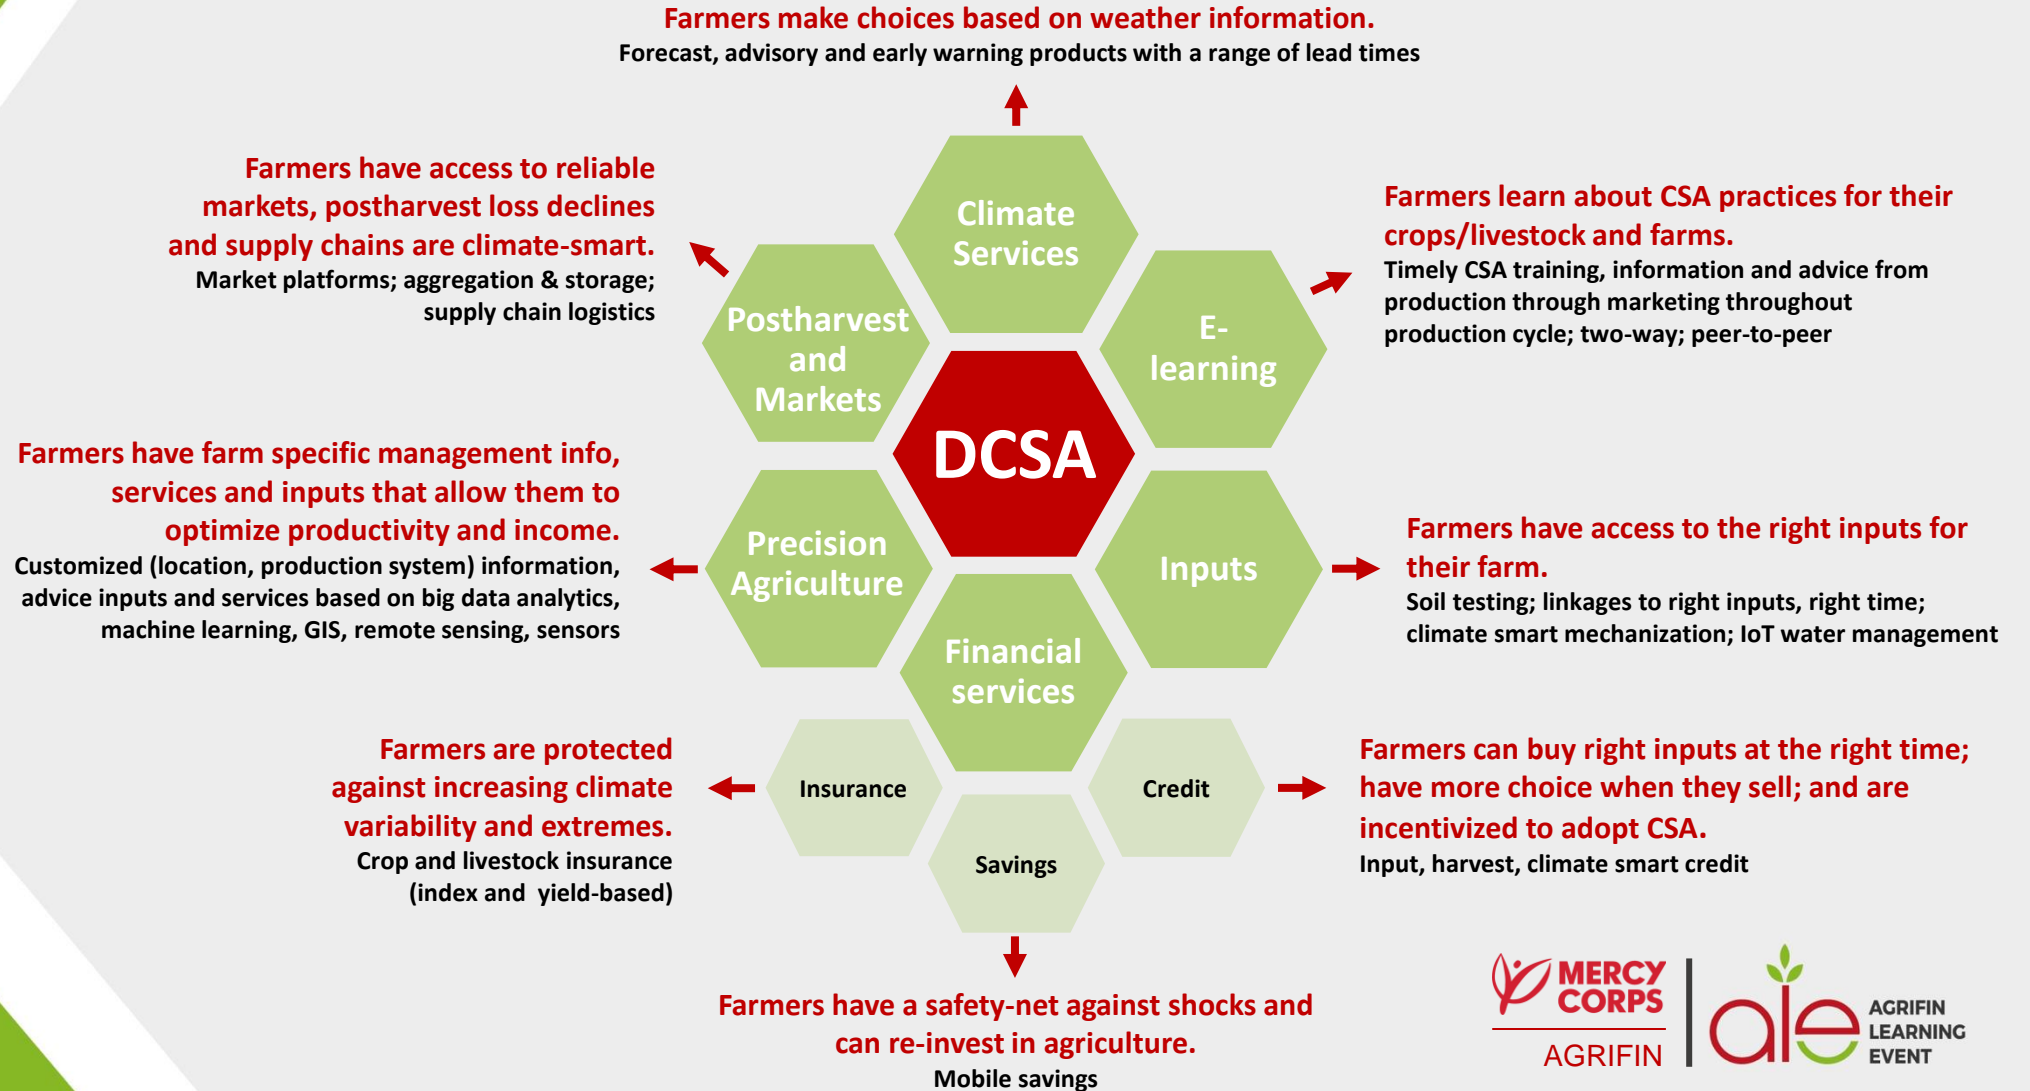 Farmers make choices based on weather information.
Forecast, advisory and early warning products with a range of lead times
Climate
Services
Farmers have access to reliable
markets, postharvest loss declines
and supply chains are climate-smart.
Market platforms; aggregation & storage;
supply chain logistics
Postharvest
and
Markets
E-
learning
Farmers learn about CSA practices for their
crops/livestock and farms.
Timely CSA training, information and advice from
production through marketing throughout
production cycle; two-way; peer-to-peer
DCSA
Farmers have farm specific management info,
services and inputs that allow them to
optimize productivity and income.
Customized (location, production system) information,
advice inputs and services based on big data analytics,
machine learning, GIS, remote sensing, sensors
Precision
Agriculture
Inputs
Farmers have access to the right inputs for
their farm.
Soil testing; linkages to right inputs, right time;
climate smart mechanization; IoT water management
Financial
services
Farmers are protected
against increasing climate
variability and extremes.
Crop and livestock insurance
(index and yield-based)
Insurance
Savings
Credit
Farmers can buy right inputs at the right time;
have more choice when they sell; and are
incentivized to adopt CSA.
Input, harvest, climate smart credit
Farmers have a safety-net against shocks and
can re-invest in agriculture.
Mobile savings
MERCY
CORPS
AGRIFIN
ale
AGRIFIN
LEARNING
EVENT